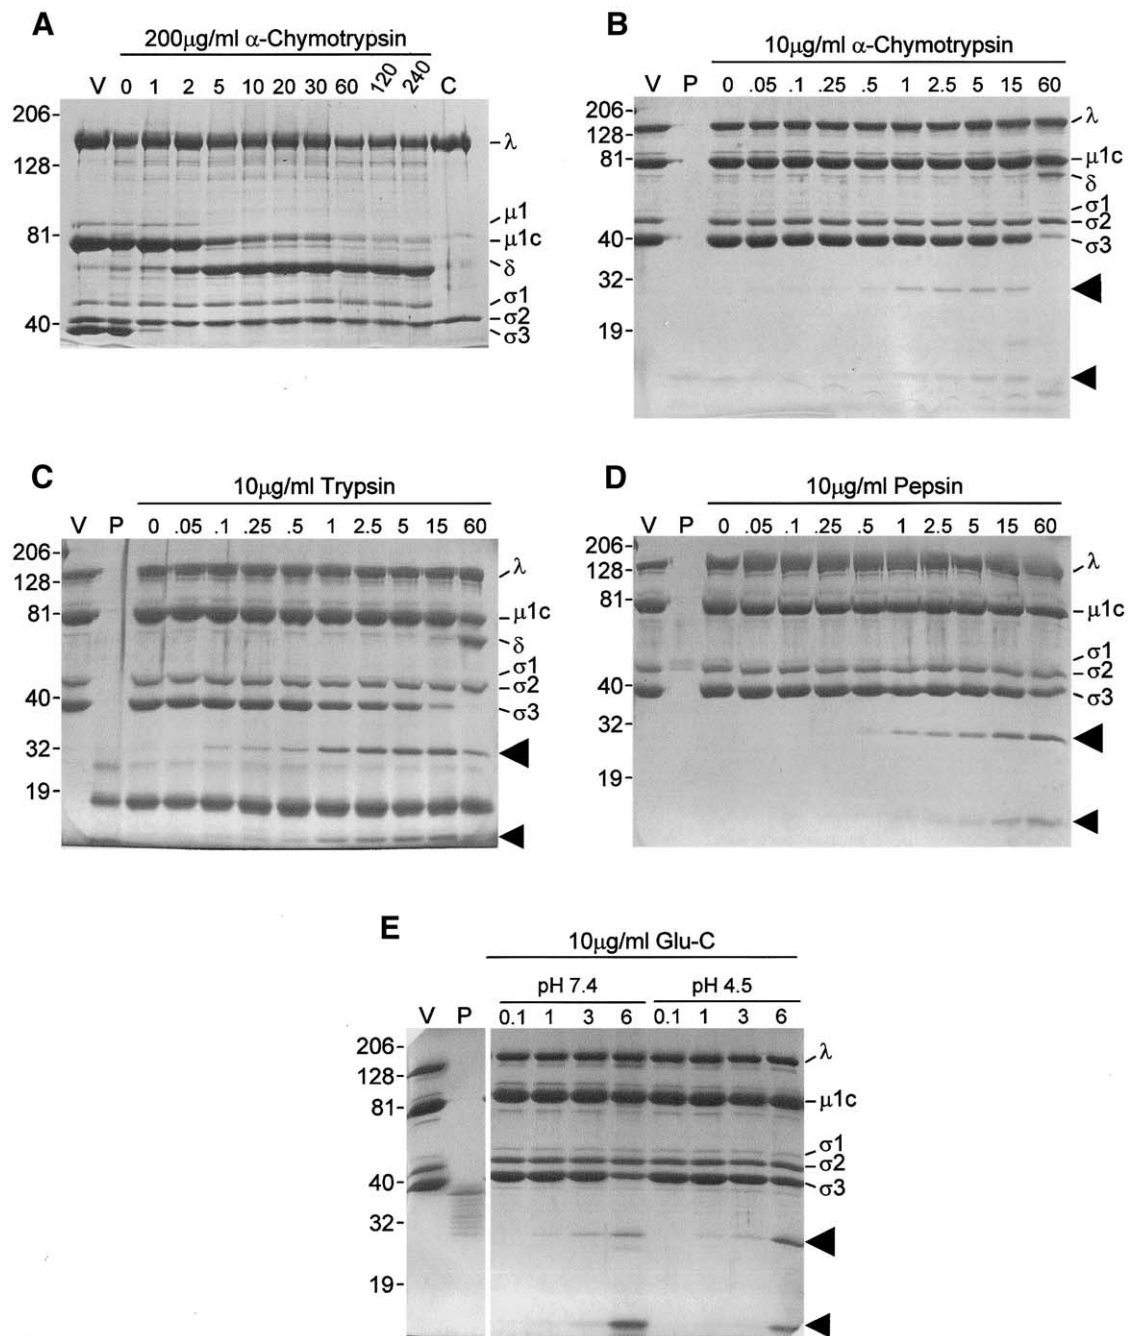 A
200μg/ml α-Chymotrypsin
V 0 1 2 5 10 20 30 60 120 240 C
206-
128-
81-
40-
λ
μ1
μ1c
δ
σ1
σ2
σ3
B
10μg/ml α-Chymotrypsin
V P 0 .05 .1 .25 .5 1 2.5 5 15 60
206-
128-
81-
40-
32-
19-
λ
μ1c
δ
σ1
σ2
σ3
C
10μg/ml Trypsin
V P 0 .05 .1 .25 .5 1 2.5 5 15 60
206-
128-
81-
40-
32-
19-
λ
μ1c
δ
σ1
σ2
σ3
D
10μg/ml Pepsin
V P 0 .05 .1 .25 .5 1 2.5 5 15 60
206-
128-
81-
40-
32-
19-
λ
μ1c
σ1
σ2
σ3
E
10μg/ml Glu-C
pH 7.4 pH 4.5
V P 0.1 1 3 6 0.1 1 3 6
206-
128-
81-
40-
32-
19-
λ
μ1c
σ1
σ2
σ3